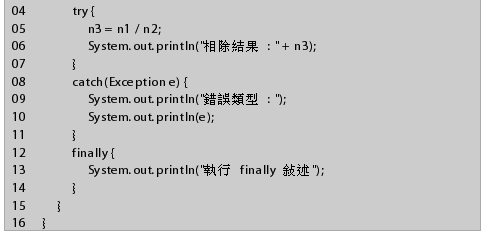 04 try {
05 n3 = n1 / n2;
06 System.out.println("相除結果 : "+ n3);
07 }
08 catch(Exception e) {
09 System.out.println("錯誤類型 : ");
10 System.out.println(e);
11 }
12 finally {
13 System.out.println("執行 finally 敍述");
14 }
15 }
16 }